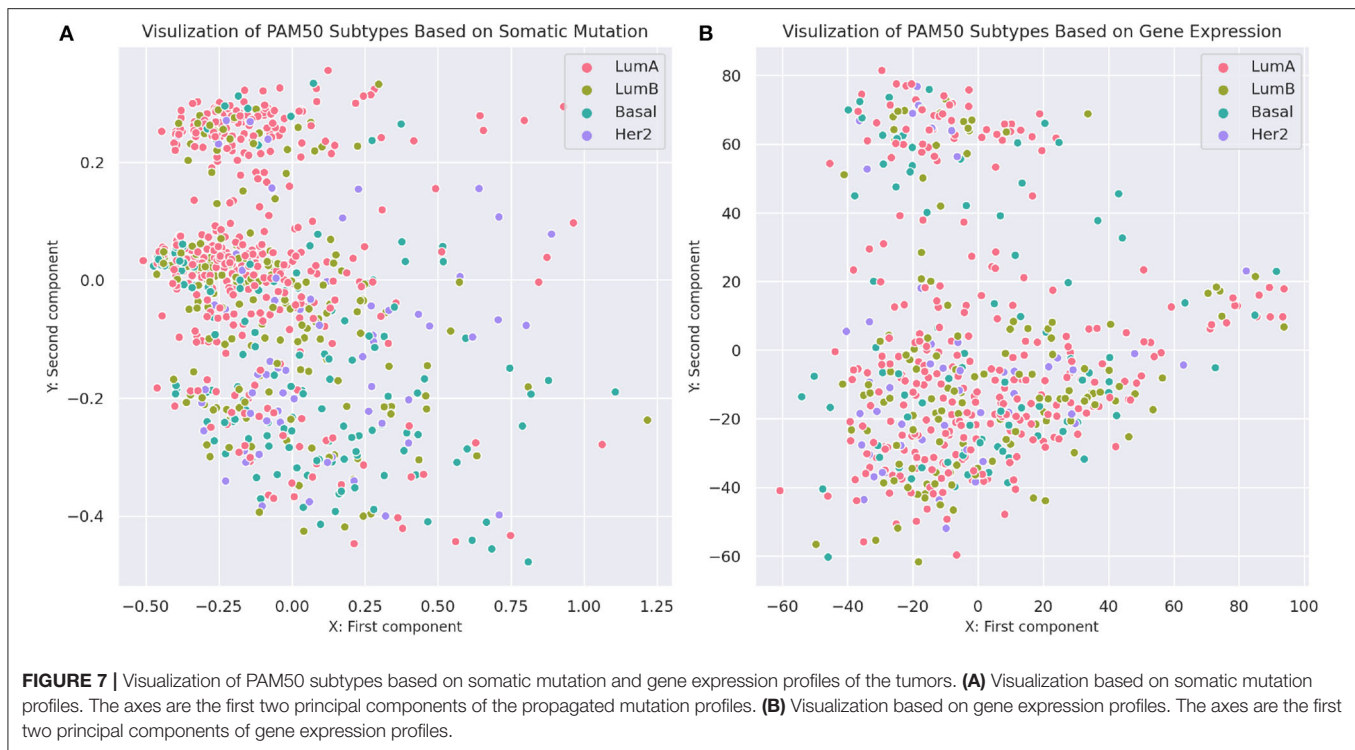 A
Visulization of PAM50 Subtypes Based on Somatic Mutation
LumA
LumB
Basal
Her2
0.2
0.0
−0.2
−0.4
Y: Second component
−0.50
−0.25
0.00
0.25
0.50
0.75
1.00
1.25
X: First component
B
Visulization of PAM50 Subtypes Based on Gene Expression
LumA
LumB
Basal
Her2
80
60
40
20
0
−20
−40
−60
Y: Second component
−60
−40
−20
0
20
40
60
80
100
X: First component
FIGURE 7 | Visualization of PAM50 subtypes based on somatic mutation and gene expression profiles of the tumors. (A) Visualization based on somatic mutation
profiles. The axes are the first two principal components of the propagated mutation profiles. (B) Visualization based on gene expression profiles. The axes are the first
two principal components of gene expression profiles.